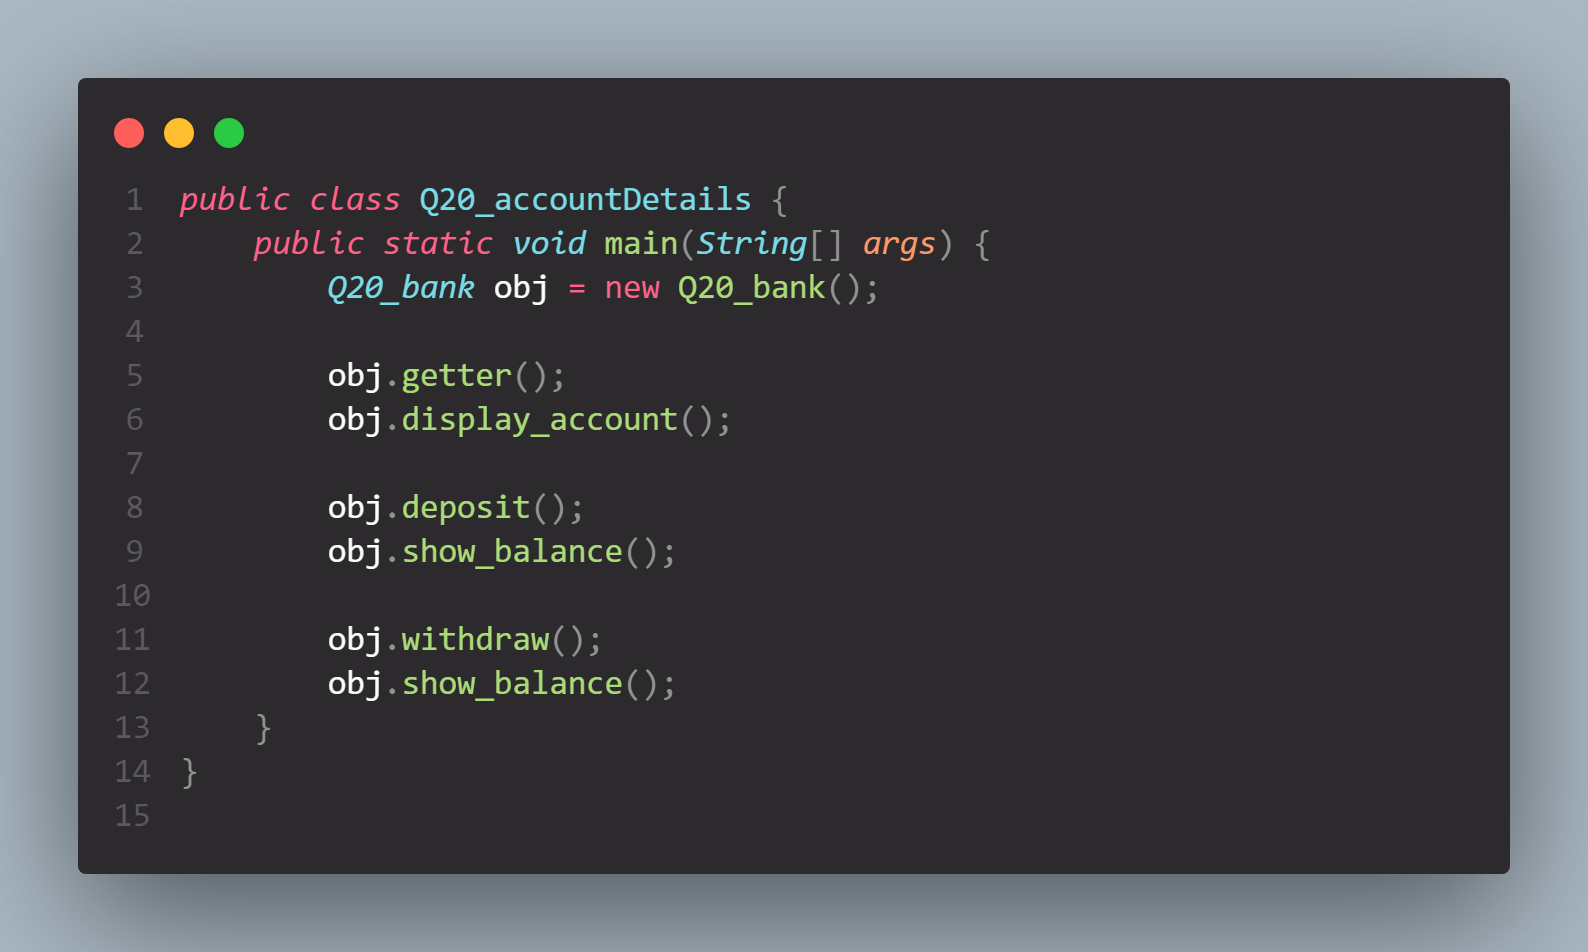 1 public class Q20_accountDetails {
2     public static void main(String[] args) {
3         Q20_bank obj = new Q20_bank();
4
5         obj.getter();
6         obj.display_account();
7
8         obj.deposit();
9         obj.show_balance();
10
11         obj.withdraw();
12         obj.show_balance();
13     }
14 }
15